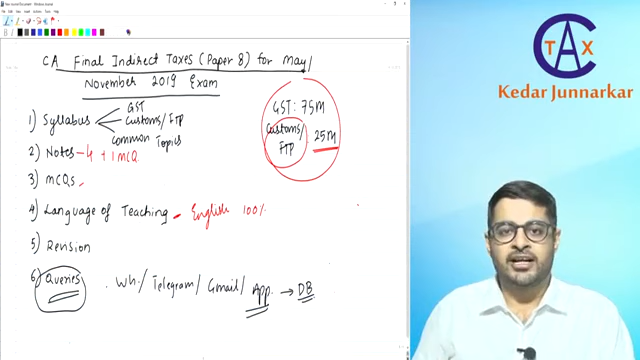 CA Final Indirect Taxes (Paper 8) for May/
November 2019 Exam
GST
1) Syllabus Customs/FTP
Common Topics
2) Notes - 4 + 1 MCQ
3) MCQs
4) Language of Teaching - English 100%
5) Revision
6) Queries. Wh./Telegram/Gmail/App. → DB
GST: 75M
Customs/
FTP 25M
CA
TAX
Kedar Junnarkar